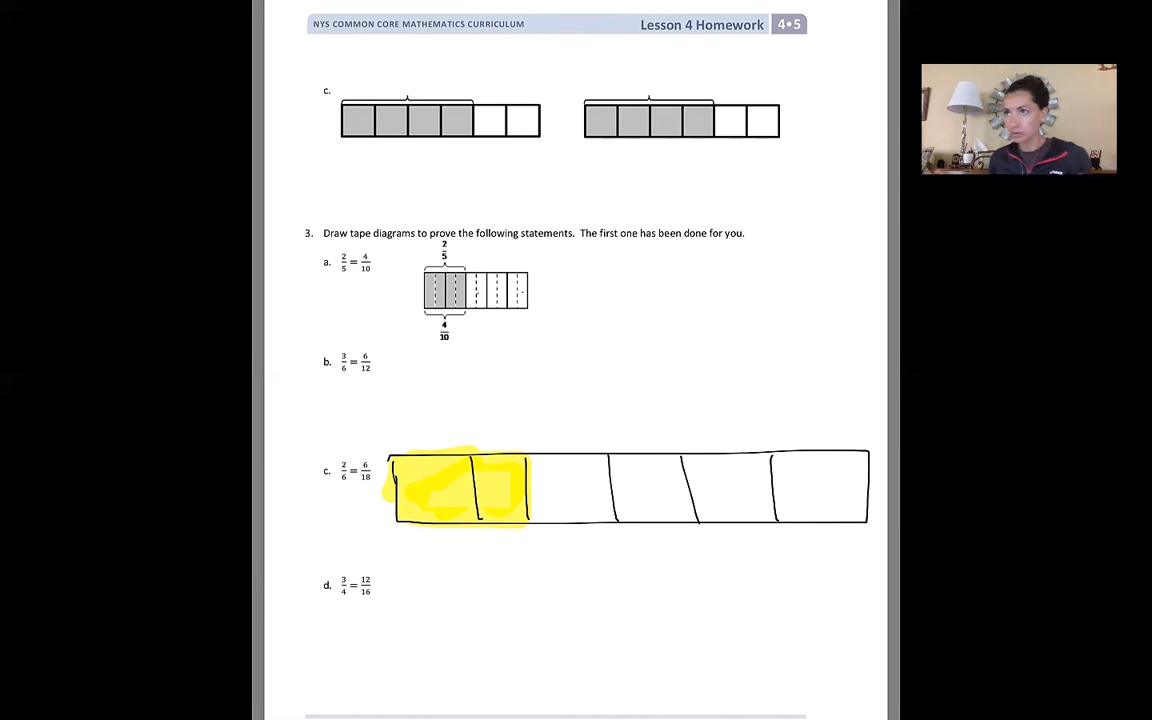 NYS COMMON CORE MATHEMATICS CURRICULUM Lesson 4 Homework 4•5
c.
3. Draw tape diagrams to prove the following statements. The first one has been done for you.
a. 2/5 = 4/10
2/5
4/10
b. 3/6 = 6/12
c. 2/6 = 6/18
d. 3/4 = 12/16